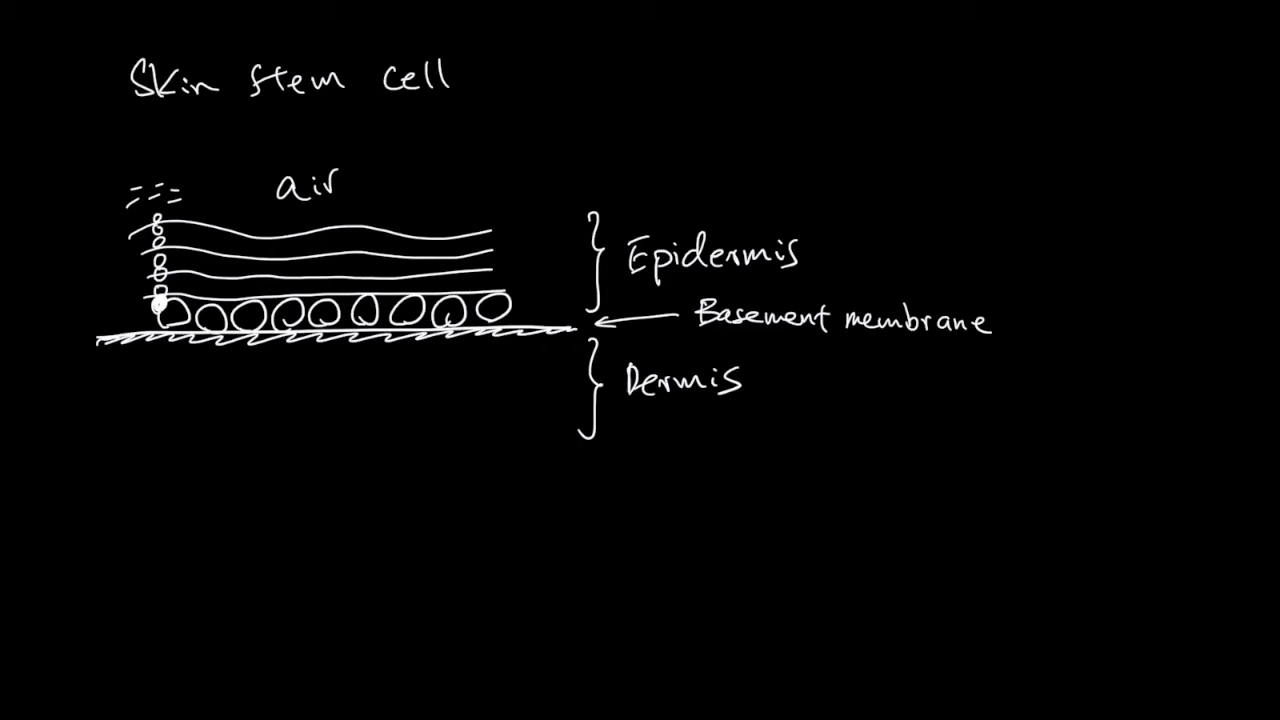 Skin stem cell
air
Epidermis
Basement membrane
Dermis